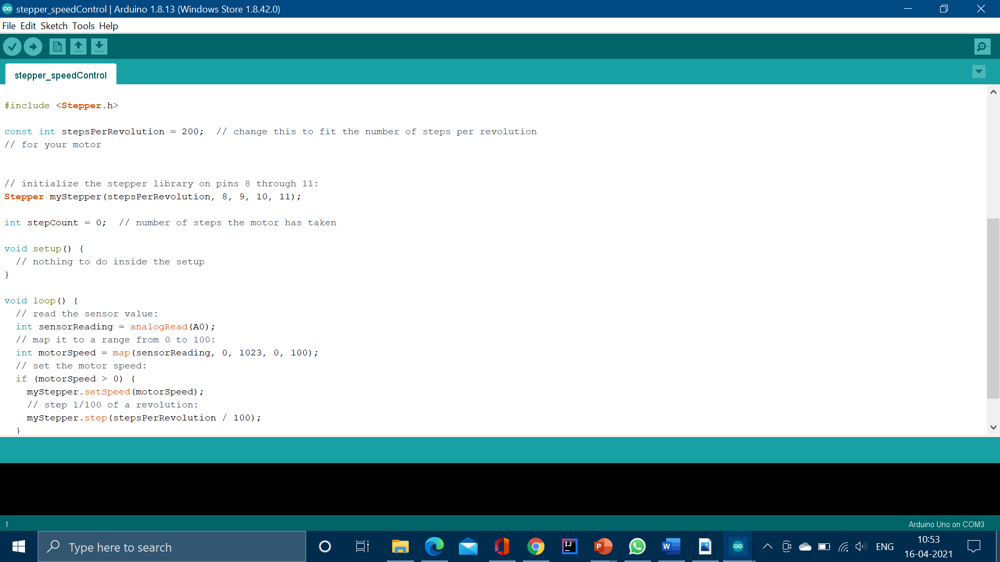 stepper_speedControl | Arduino 1.8.13 (Windows Store 1.8.42.0)
File Edit Sketch Tools Help
stepper_speedControl
#include <Stepper.h>
const int stepsPerRevolution = 200;  // change this to fit the number of steps per revolution
// for your motor
// initialize the stepper library on pins 8 through 11:
Stepper myStepper(stepsPerRevolution, 8, 9, 10, 11);
int stepCount = 0;  // number of steps the motor has taken
void setup() {
  // nothing to do inside the setup
}
void loop() {
  // read the sensor value:
  int sensorReading = analogRead(A0);
  // map it to a range from 0 to 100:
  int motorSpeed = map(sensorReading, 0, 1023, 0, 100);
  // set the motor speed:
  if (motorSpeed > 0) {
    myStepper.setSpeed(motorSpeed);
    // step 1/100 of a revolution:
    myStepper.step(stepsPerRevolution / 100);
  }
1
Arduino Uno on COM3
Type here to search
IJ
P
W
ENG
10:53
16-04-2021